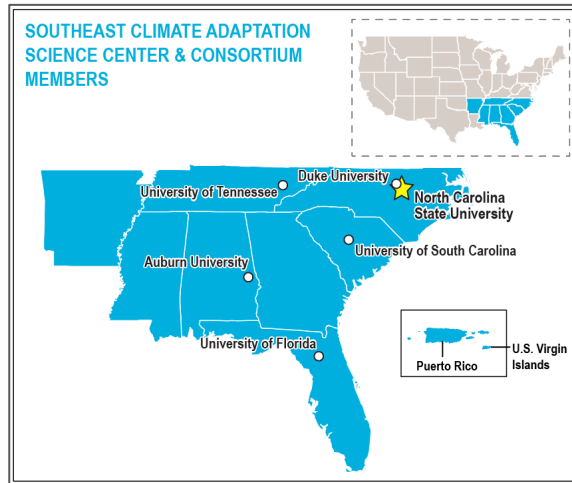 SOUTHEAST CLIMATE ADAPTATION
SCIENCE CENTER & CONSORTIUM
MEMBERS
Duke University
University of Tennessee
North Carolina
State University
University of South Carolina
Auburn University
University of Florida
U.S. Virgin
Islands
Puerto Rico